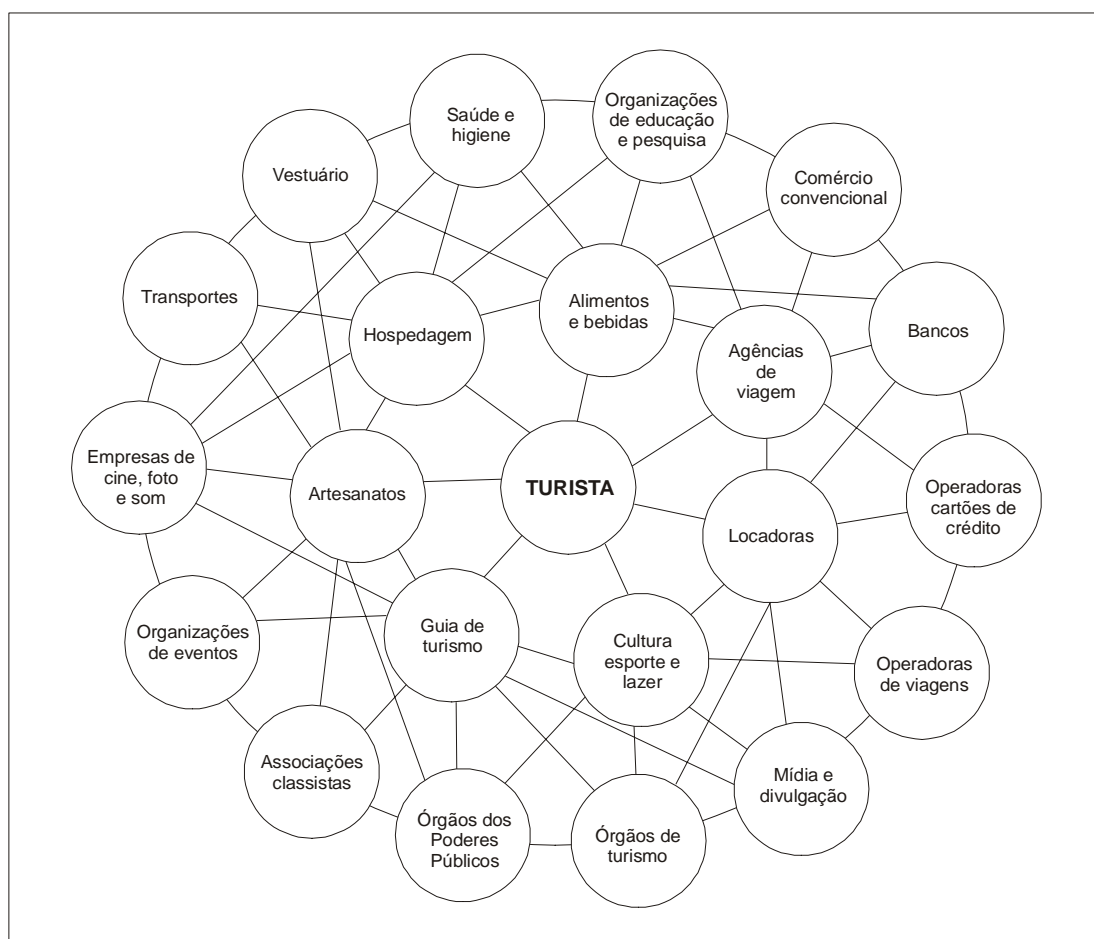 Saúde e
higiene
Organizações
de educação
e pesquisa
Vestuário
Comércio
convencional
Transportes
Hospedagem
Alimentos
e bebidas
Agências
de
viagem
Bancos
Empresas de
cine, foto
e som
Artesanatos
TURISTA
Locadoras
Operadoras
cartões de
crédito
Organizações
de eventos
Guia de
turismo
Cultura
esporte e
lazer
Operadoras
de viagens
Associações
classistas
Órgãos dos
Poderes
Públicos
Órgãos de
turismo
Mídia e
divulgação